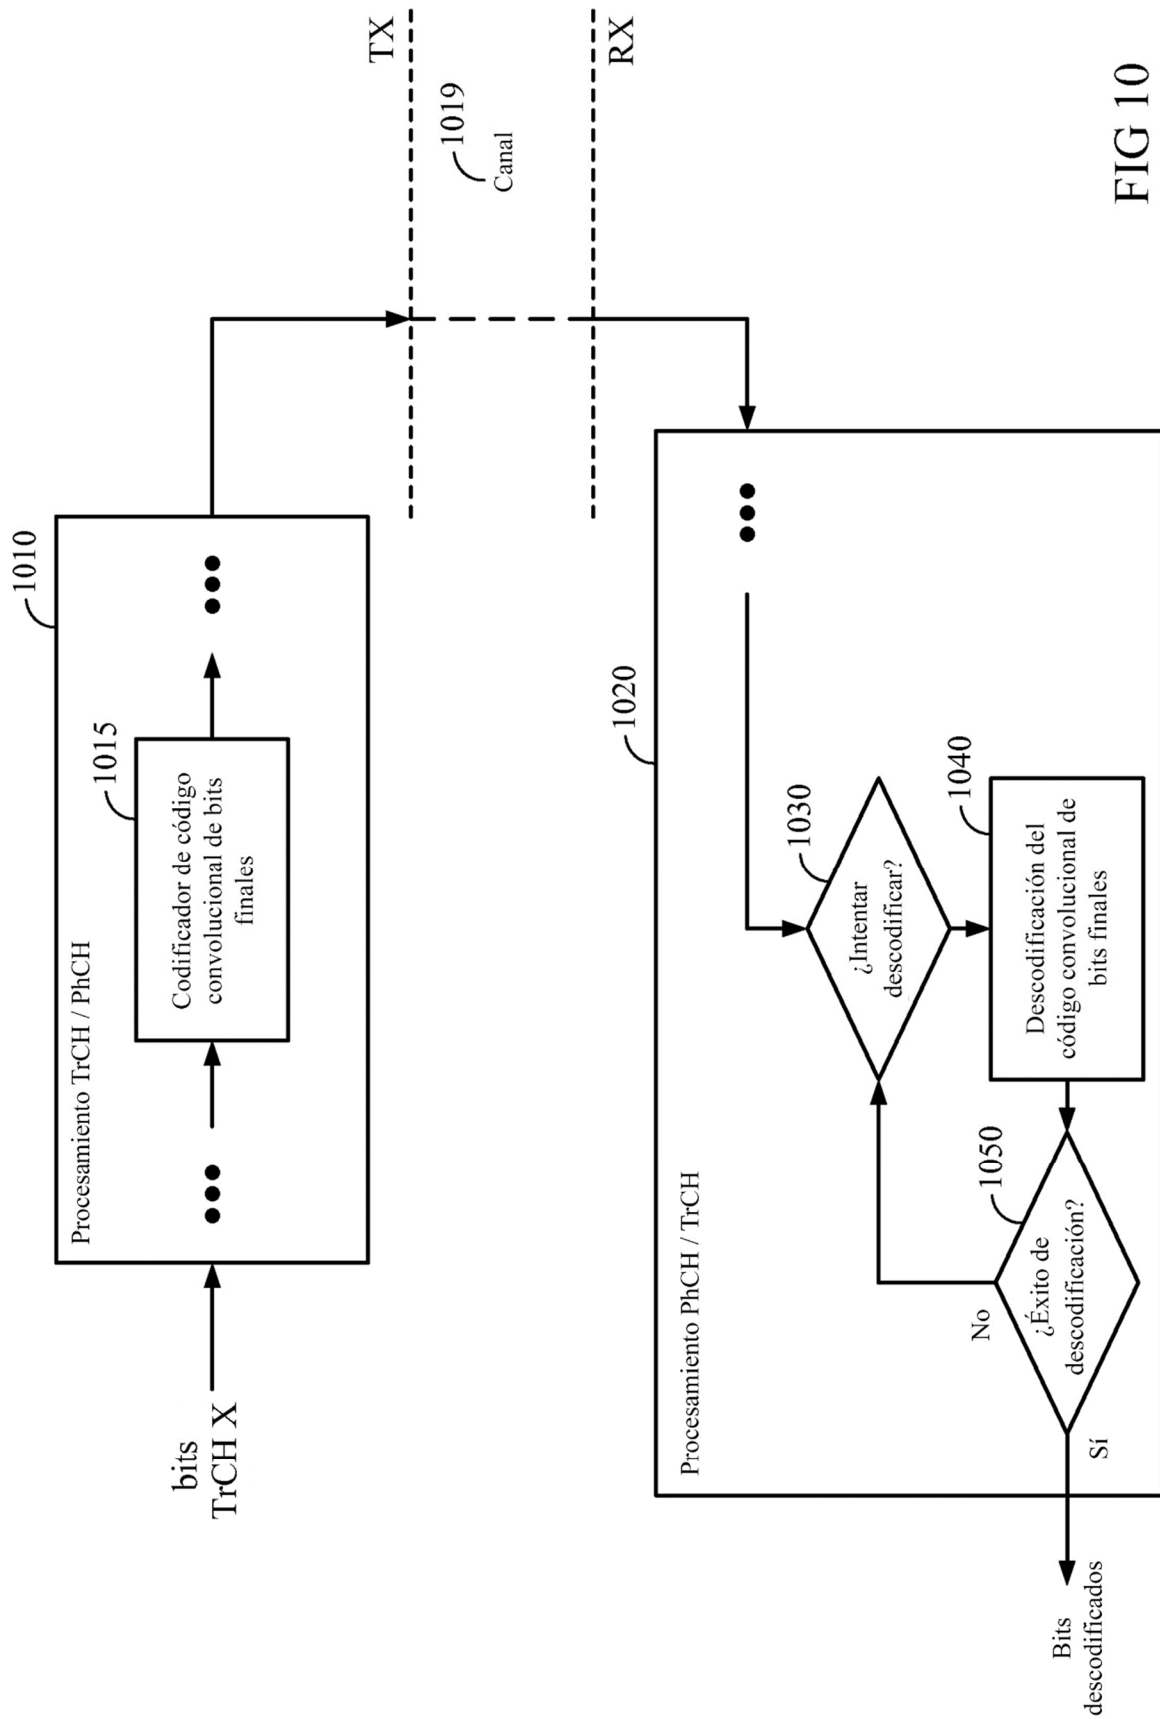 bits
TrCH X
Procesamiento TrCH / PhCH
1010
1015
Codificador de código
convolucional de bits
finales
TX
1019
Canal
RX
Procesamiento PhCH / TrCH
1020
1030
¿Intentar
descodificar?
1040
Descodificación del
código convolucional de
bits finales
1050
¿Éxito de
descodificación?
No
Sí
Bits
descodificados
FIG 10